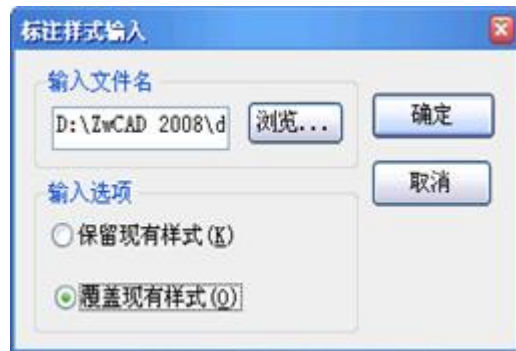 标注样式输入
输入文件名
D:\ZwCAD 2008\d
浏览...
确定
取消
输入选项
保留现有样式(K)
覆盖现有样式(O)